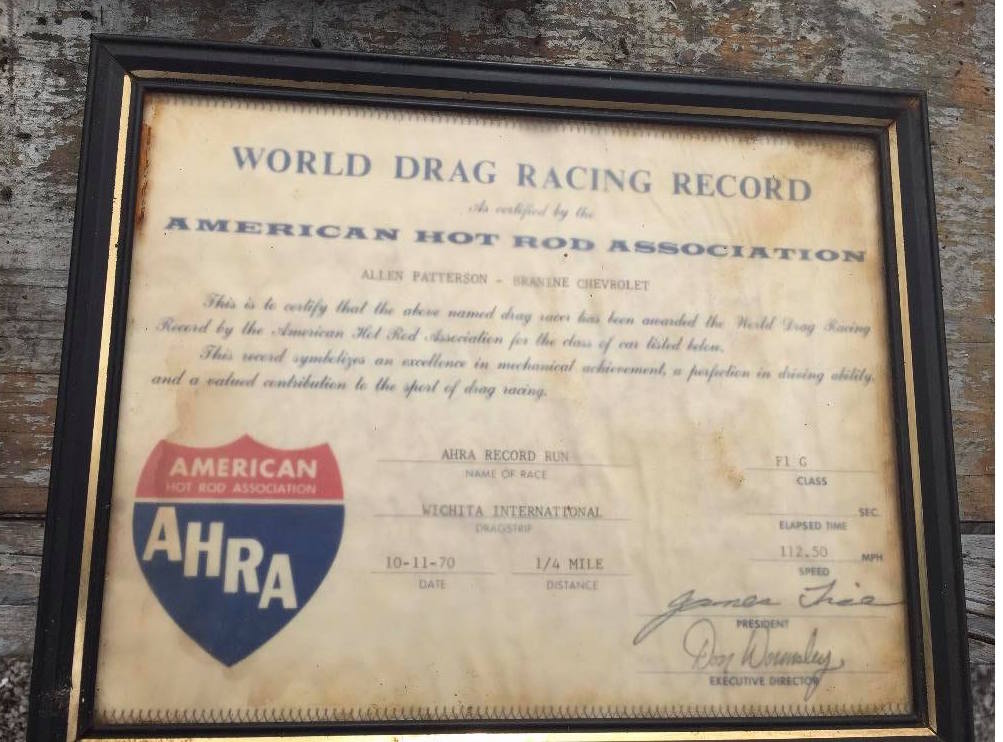 WORLD DRAG RACING RECORD
As certified by the
AMERICAN HOT ROD ASSOCIATION
ALLEN PATTERSON - BRANINE CHEVROLET
This is to certify that the above named drag racer has been awarded the World Drag Racing
Record by the American Hot Rod Association for the class of car listed below.
This record symbolizes an excellence in mechanical achievement, a perfection in driving ability,
and a valued contribution to the sport of drag racing.
AMERICAN
HOT ROD ASSOCIATION
AHRA
AHRA RECORD RUN
NAME OF RACE
F1 G
CLASS
WICHITA INTERNATIONAL
DRAGSTRIP
SEC.
ELAPSED TIME
10-11-70
DATE
1/4 MILE
DISTANCE
112.50 MPH
SPEED
James Tice
PRESIDENT
Don Wormsley
EXECUTIVE DIRECTOR